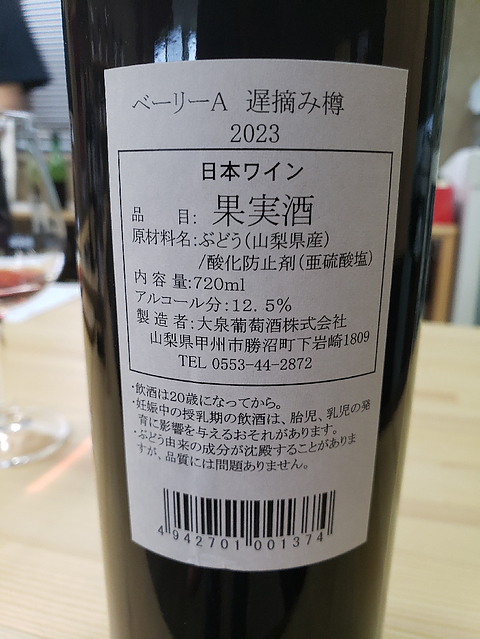 ベーリーA 遅摘み樽
2023
日本ワイン
品 目: 果実酒
原材料名:ぶどう(山梨県産)
/酸化防止剤(亜硫酸塩)
内容量:720ml
アルコール分:12.5%
製造者:大泉葡萄酒株式会社
山梨県甲州市勝沼町下岩崎1809
TEL 0553-44-2872
・飲酒は20歳になってから。
・妊娠中の授乳期の飲酒は、胎児、乳児の発
育に影響を与えるおそれがあります。
・ぶどう由来の成分が沈殿することがありま
すが、品質には問題ありません。
4 942701 001374